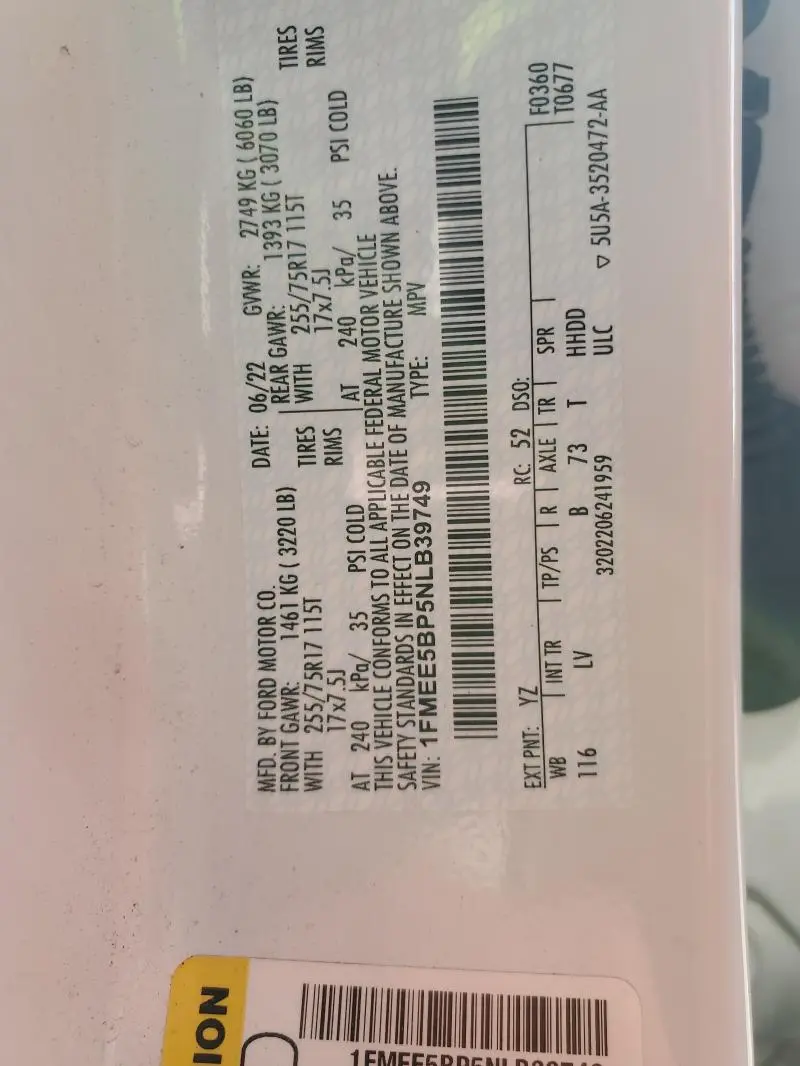 MFD. BY FORD MOTOR CO. DATE: 06/22 GVWR: 2749 KG ( 6060 LB)
FRONT GAWR: 1461 KG ( 3220 LB) REAR GAWR: 1393 KG ( 3070 LB)
WITH 255/75R17 115T TIRES WITH 255/75R17 115T TIRES
17x7.5J RIMS 17x7.5J RIMS
AT 240 kPa/ 35 PSI COLD AT 240 kPa/ 35 PSI COLD
THIS VEHICLE CONFORMS TO ALL APPLICABLE FEDERAL MOTOR VEHICLE
SAFETY STANDARDS IN EFFECT ON THE DATE OF MANUFACTURE SHOWN ABOVE.
VIN: 1FMEE5BP5NLB39749 TYPE: MPV
EXT PNT: YZ RC: 52 DSO: F0360
WB INT TR TP/PS R AXLE TR SPR T0677
116 LV B 73 T HHDD
3202206241959 ULC ▽ 5U5A-3520472-AA
ION
1FMEE5BP5NLB39749